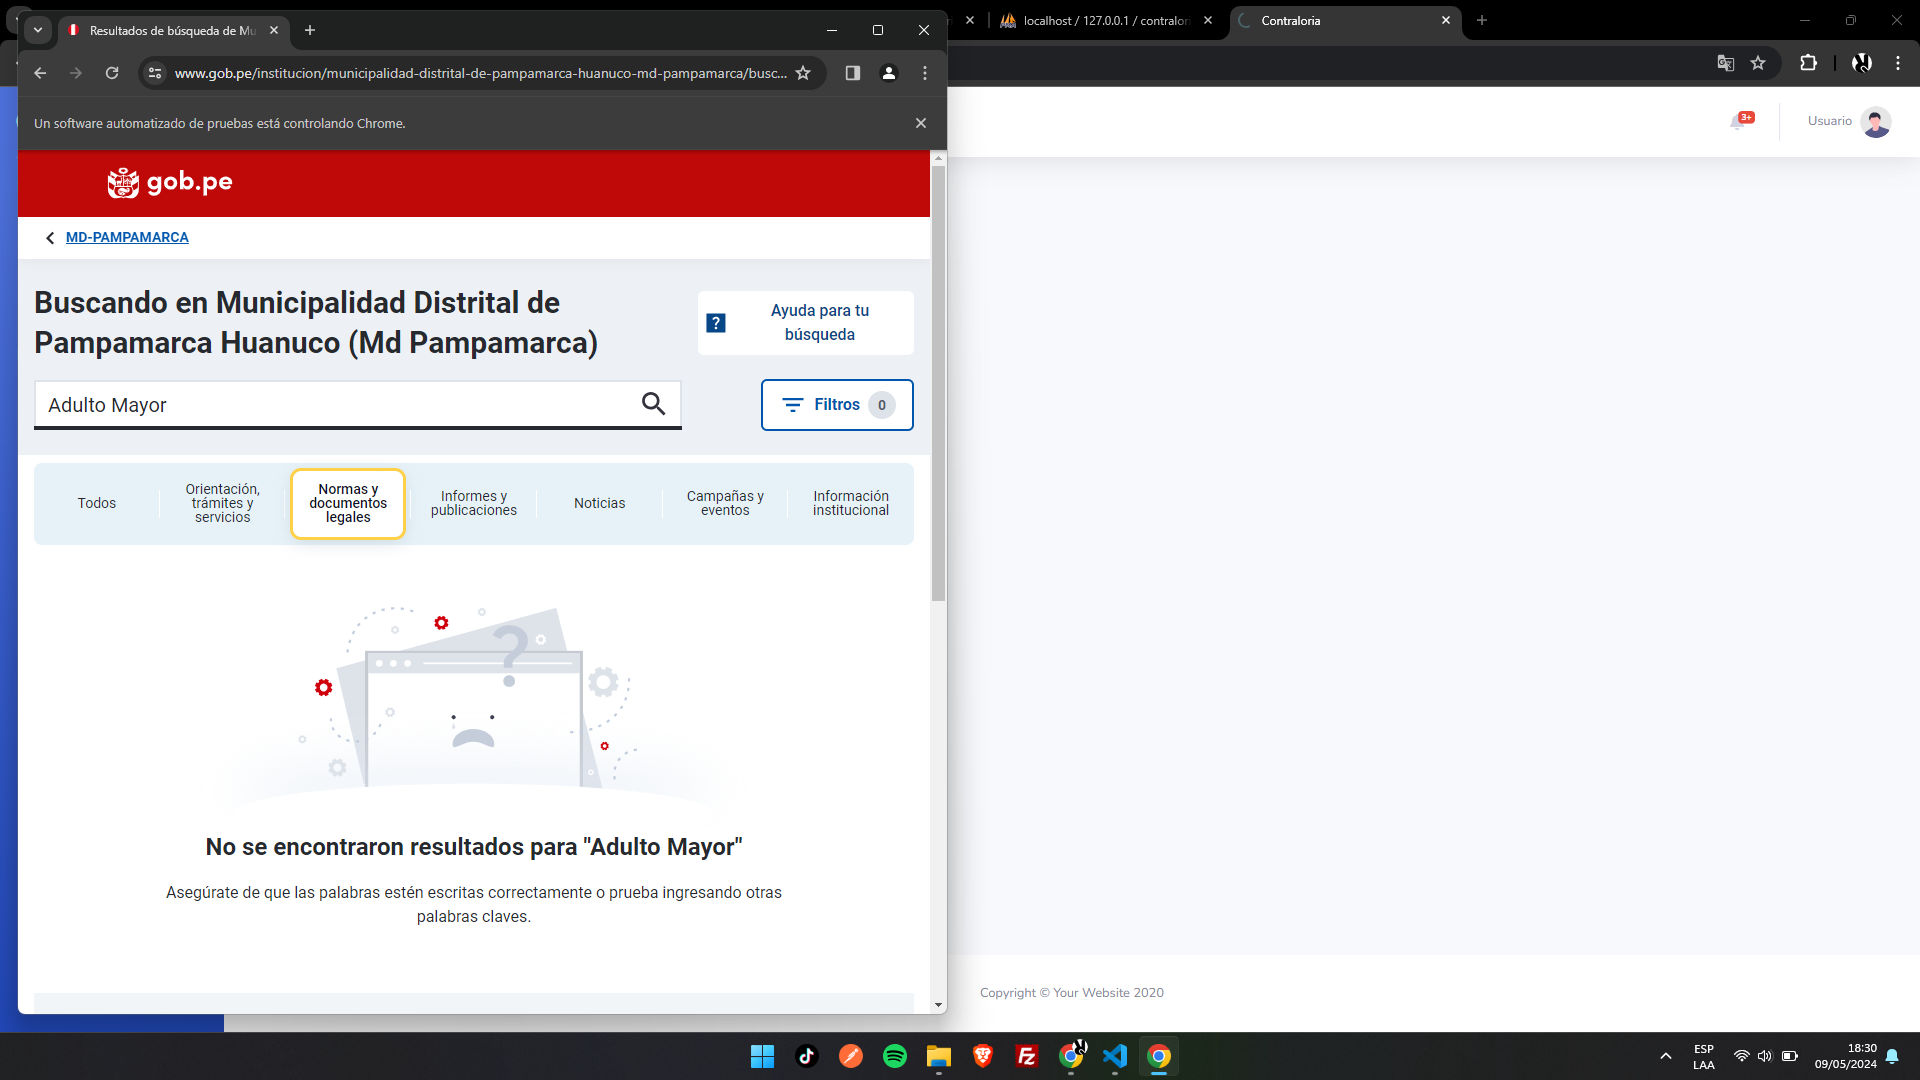 Resultados de búsqueda de Mu
localhost / 127.0.0.1 / contralori
Contraloria
www.gob.pe/institucion/municipalidad-distrital-de-pampamarca-huanuco-md-pampamarca/busc...
Un software automatizado de pruebas está controlando Chrome.
3+
Usuario
gob.pe
MD-PAMPAMARCA
Buscando en Municipalidad Distrital de
Pampamarca Huanuco (Md Pampamarca)
? Ayuda para tu
búsqueda
Adulto Mayor
Filtros 0
Todos
Orientación,
trámites y
servicios
Normas y
documentos
legales
Informes y
publicaciones
Noticias
Campañas y
eventos
Información
institucional
?
No se encontraron resultados para "Adulto Mayor"
Asegúrate de que las palabras estén escritas correctamente o prueba ingresando otras
palabras claves.
Copyright © Your Website 2020
Fz
ESP
LAA
18:30
09/05/2024